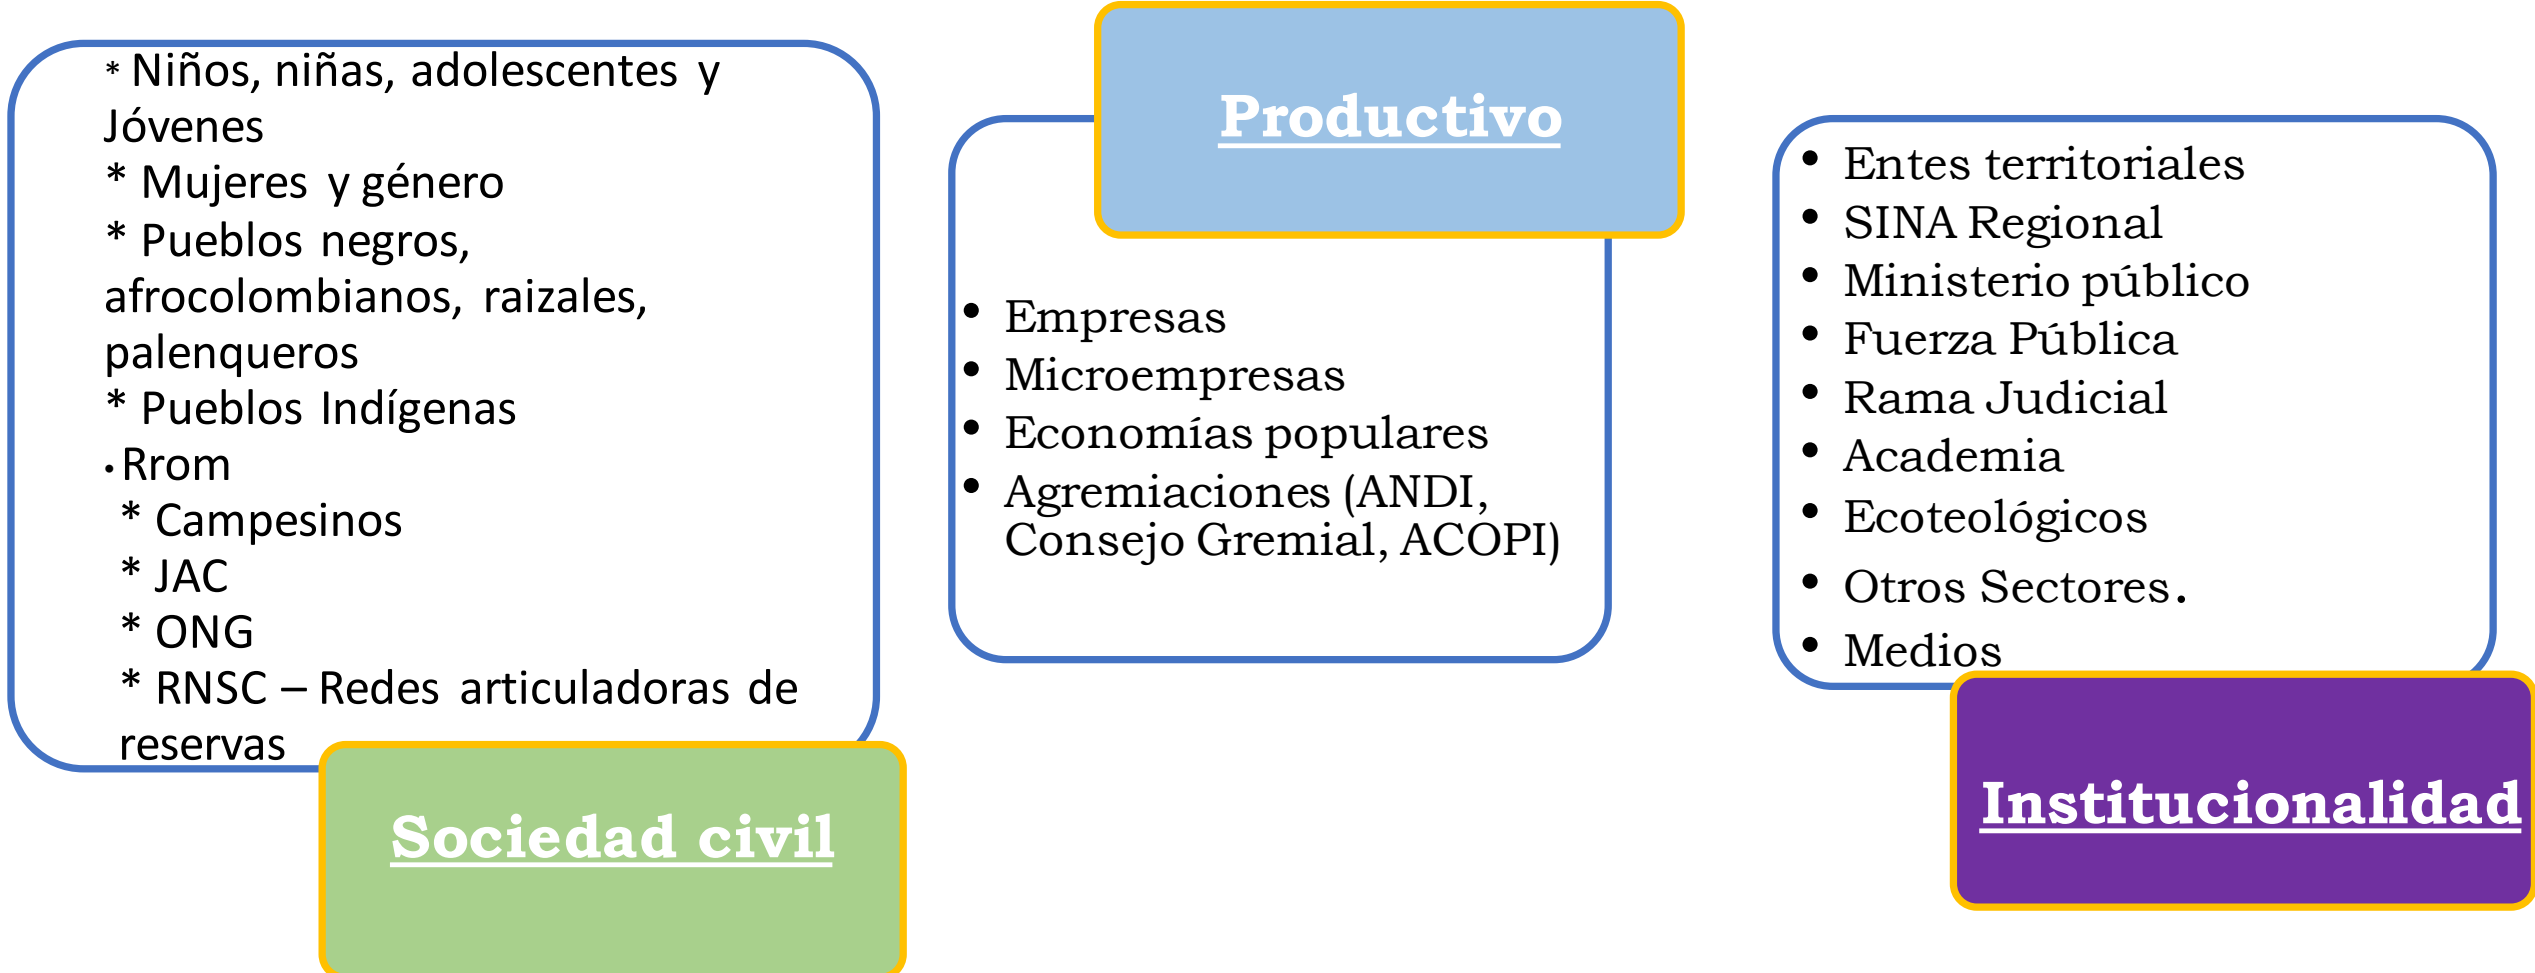 * Niños, niñas, adolescentes y
Jóvenes
* Mujeres y género
* Pueblos negros,
afrocolombianos, raizales,
palenqueros
* Pueblos Indígenas
• Rrom
* Campesinos
* JAC
* ONG
* RNSC – Redes articuladoras de
reservas
Sociedad civil
Productivo
• Empresas
• Microempresas
• Economías populares
• Agremiaciones (ANDI,
Consejo Gremial, ACOPI)
• Entes territoriales
• SINA Regional
• Ministerio público
• Fuerza Pública
• Rama Judicial
• Academia
• Ecoteológicos
• Otros Sectores.
• Medios
Institucionalidad